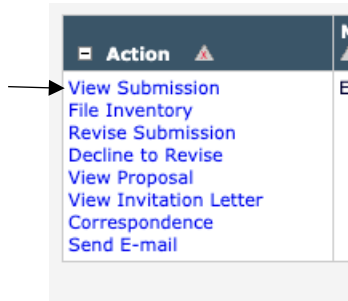 Action
View Submission
File Inventory
Revise Submission
Decline to Revise
View Proposal
View Invitation Letter
Correspondence
Send E-mail